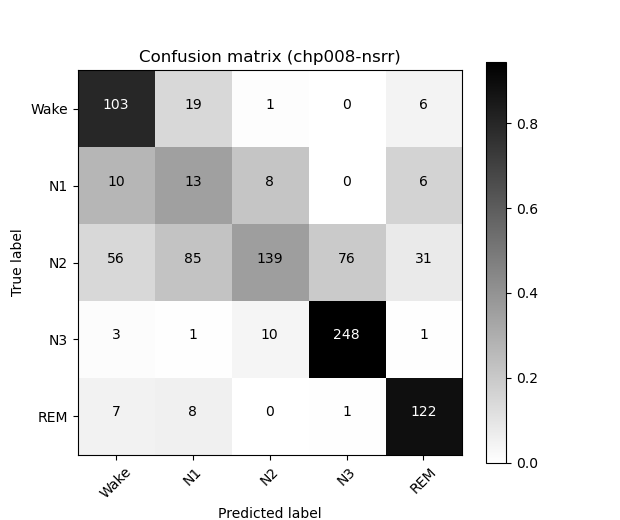 Confusion matrix (chp008-nsrr)
Wake 103 19 1 0 6
N1 10 13 8 0 6
N2 56 85 139 76 31
N3 3 1 10 248 1
REM 7 8 0 1 122
Wake N1 N2 N3 REM
Predicted label
True label
0.8
0.6
0.4
0.2
0.0